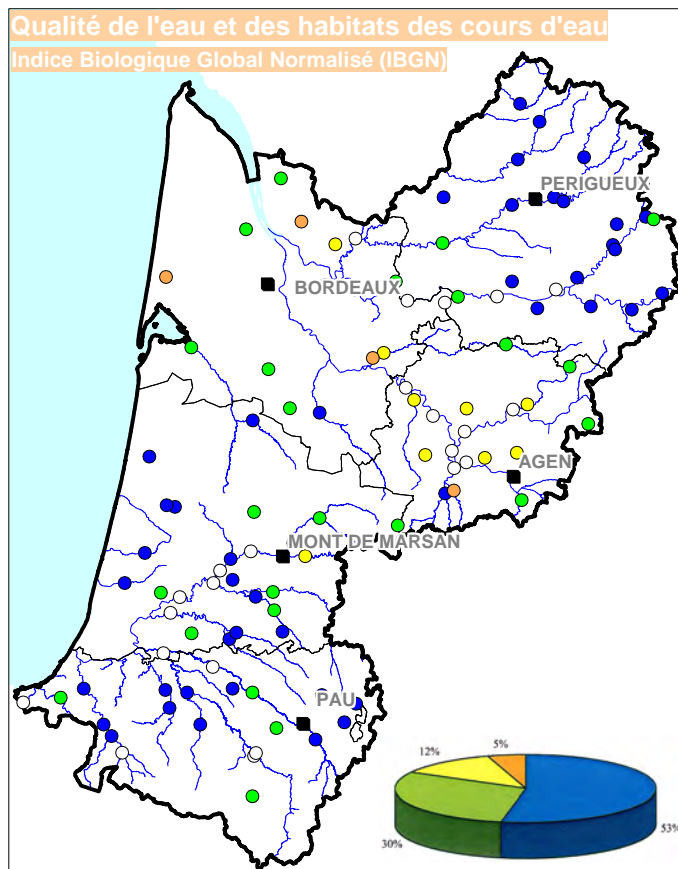 Qualité de l'eau et des habitats des cours d'eau
Indice Biologique Global Normalisé (IBGN)
PERIGUEUX
BORDEAUX
AGEN
MONT DE MARSAN
PAU
12%
5%
53%
30%